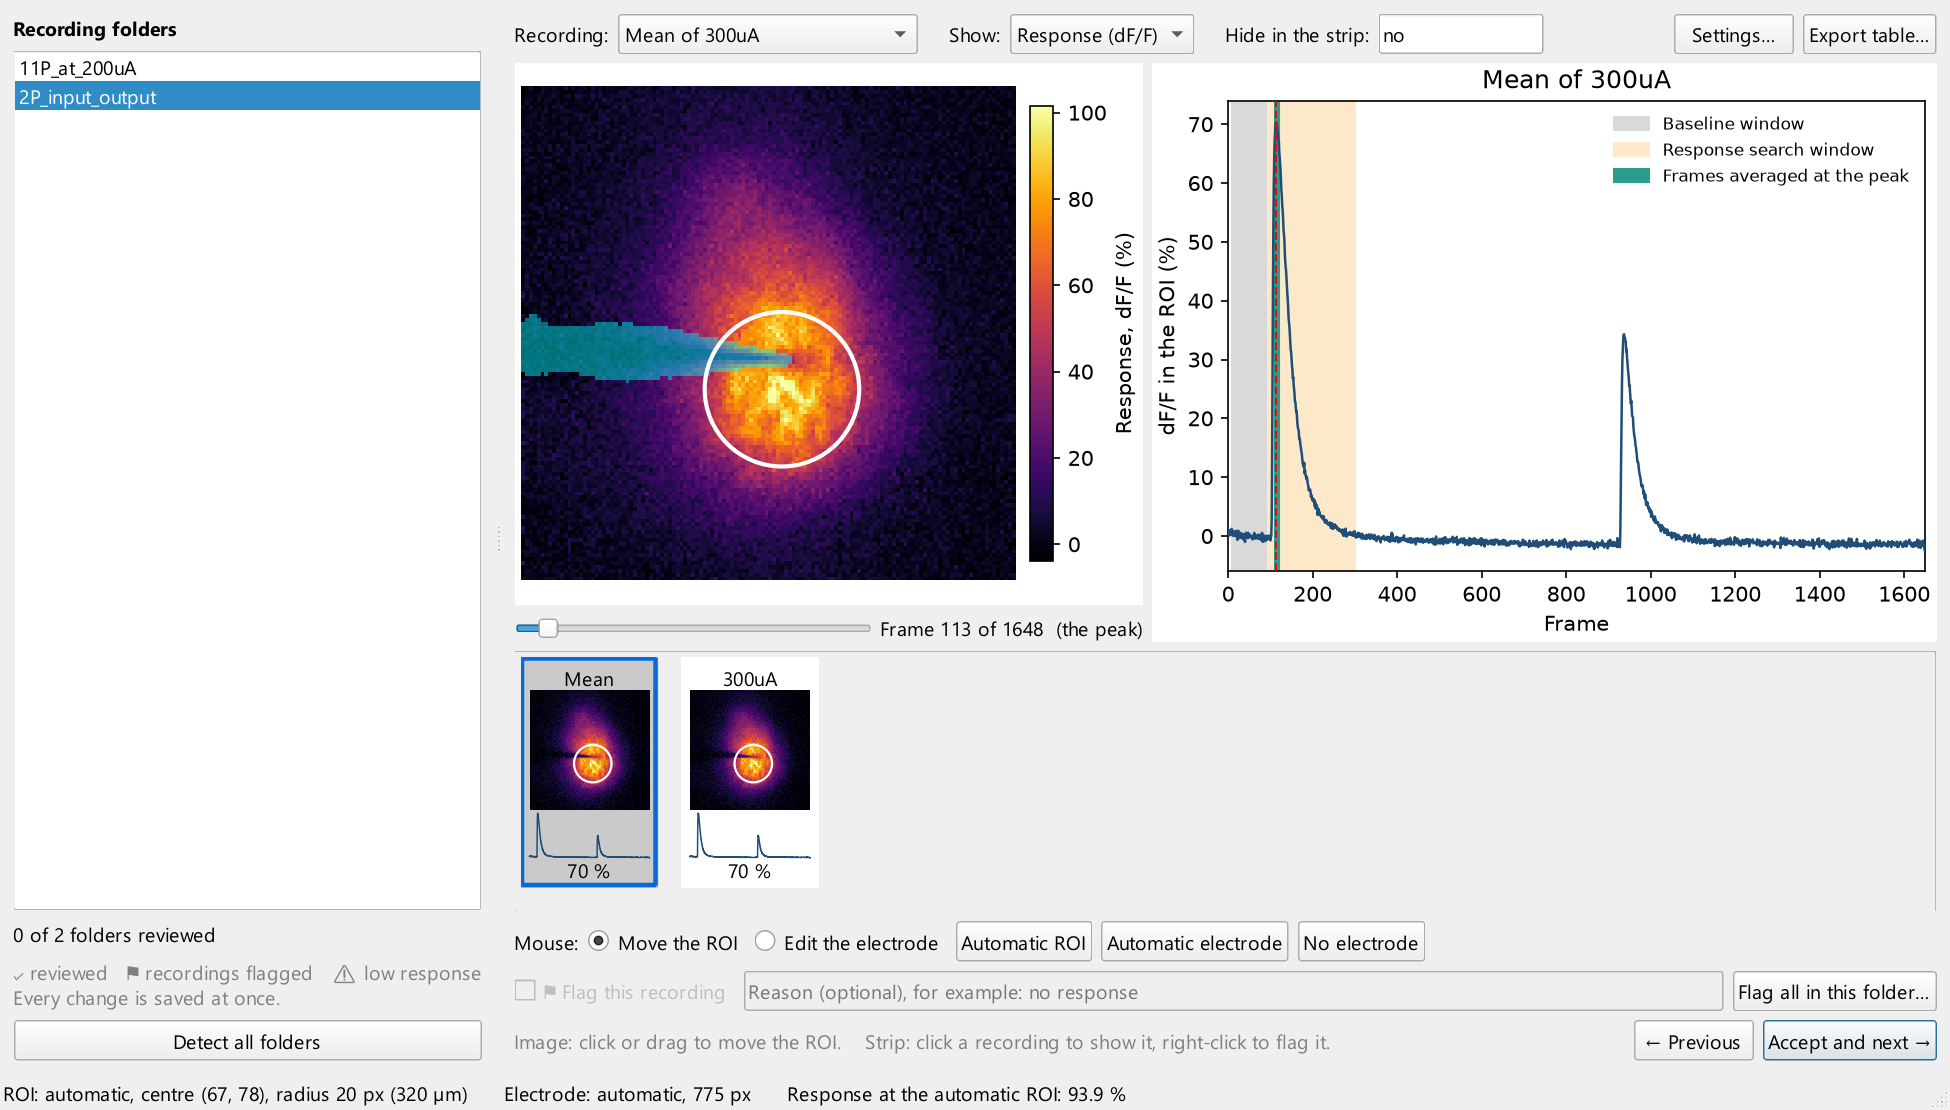 Recording folders
11P_at_200uA
2P_input_output
0 of 2 folders reviewed
✓ reviewed ⚑ recordings flagged ⚠ low response
Every change is saved at once.
Detect all folders
Recording: Mean of 300uA Show: Response (dF/F) Hide in the strip: no Settings... Export table...
100
80
60
40
20
0
Response, dF/F (%)
Frame 113 of 1648 (the peak)
Mean of 300uA
Baseline window
Response search window
Frames averaged at the peak
70
60
50
40
30
20
10
0
dF/F in the ROI (%)
0 200 400 600 800 1000 1200 1400 1600
Frame
Mean
70 %
300uA
70 %
Mouse: Move the ROI Edit the electrode Automatic ROI Automatic electrode No electrode
⚑ Flag this recording Reason (optional), for example: no response Flag all in this folder...
Image: click or drag to move the ROI. Strip: click a recording to show it, right-click to flag it. ← Previous Accept and next →
ROI: automatic, centre (67, 78), radius 20 px (320 µm) Electrode: automatic, 775 px Response at the automatic ROI: 93.9 %